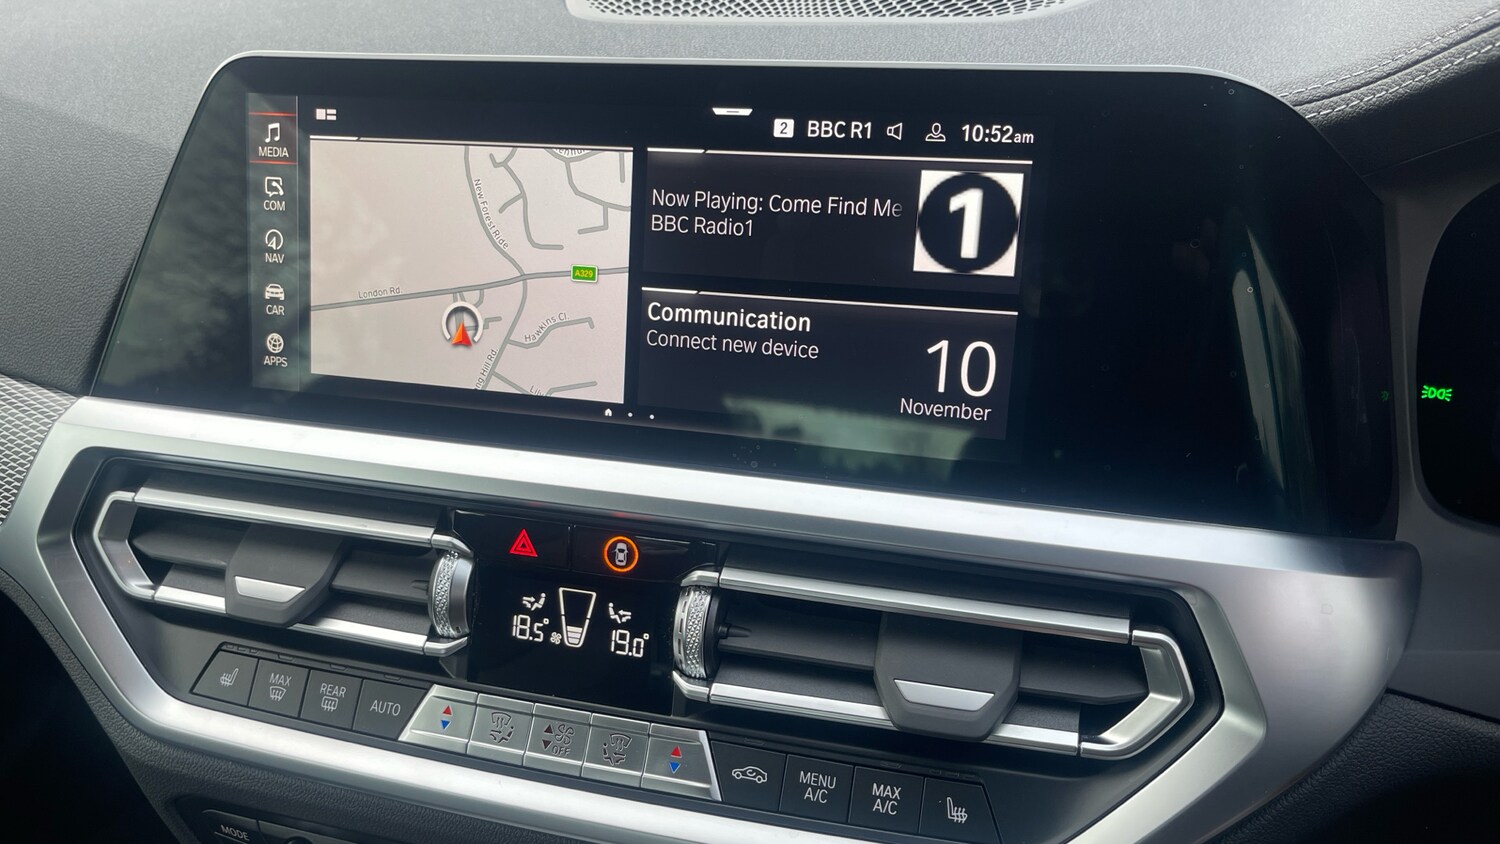 2 BBC R1 10:52am
MEDIA
COM
NAV
CAR
APPS
New Forest Ride
A329
London Rd.
Hawkins Cl.
Hill Rd
Now Playing: Come Find Me
BBC Radio1
1
Communication
Connect new device
10
November
18.5°
19.0°
MAX
REAR
AUTO
OFF
MENU
A/C
MAX
A/C
MODE